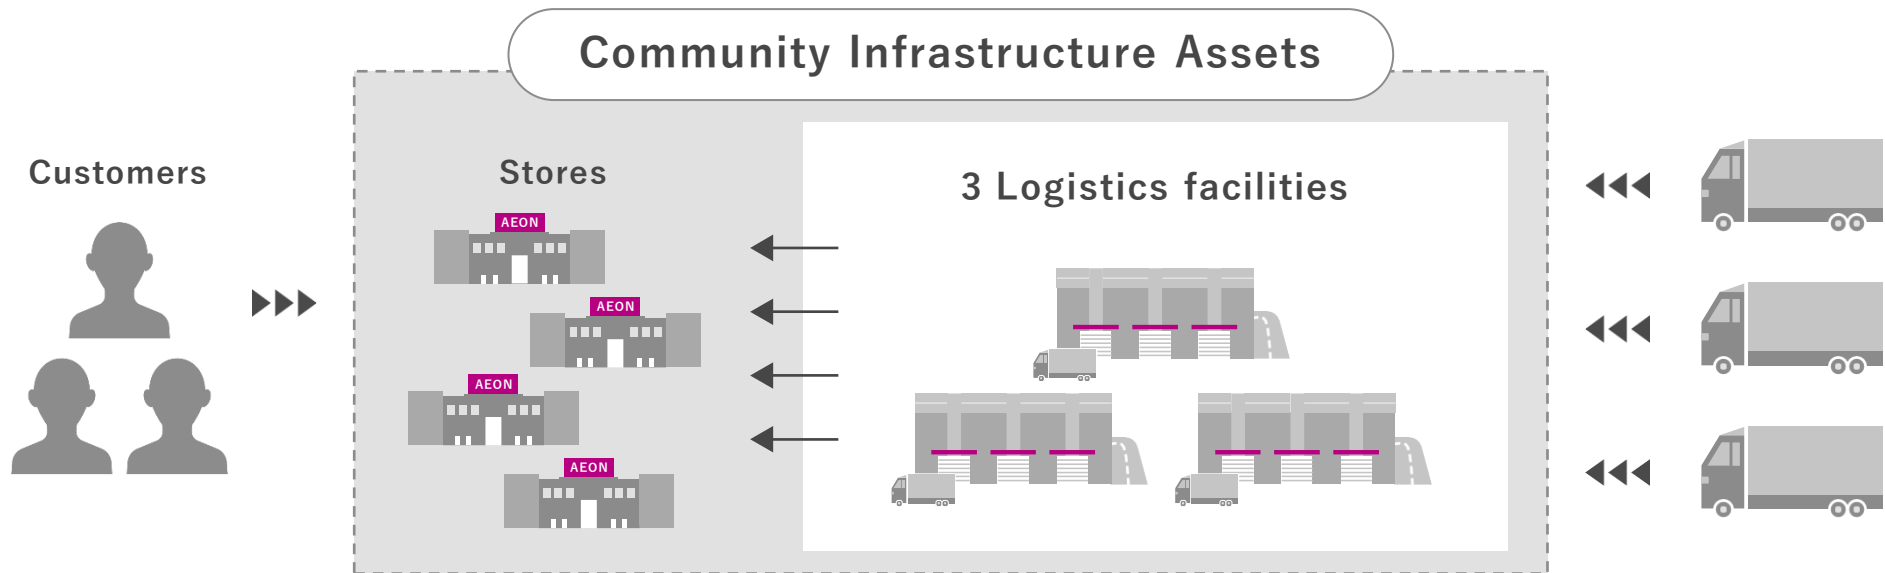 Community Infrastructure Assets
Customers
Stores
3 Logistics facilities
AEON
AEON
AEON
AEON